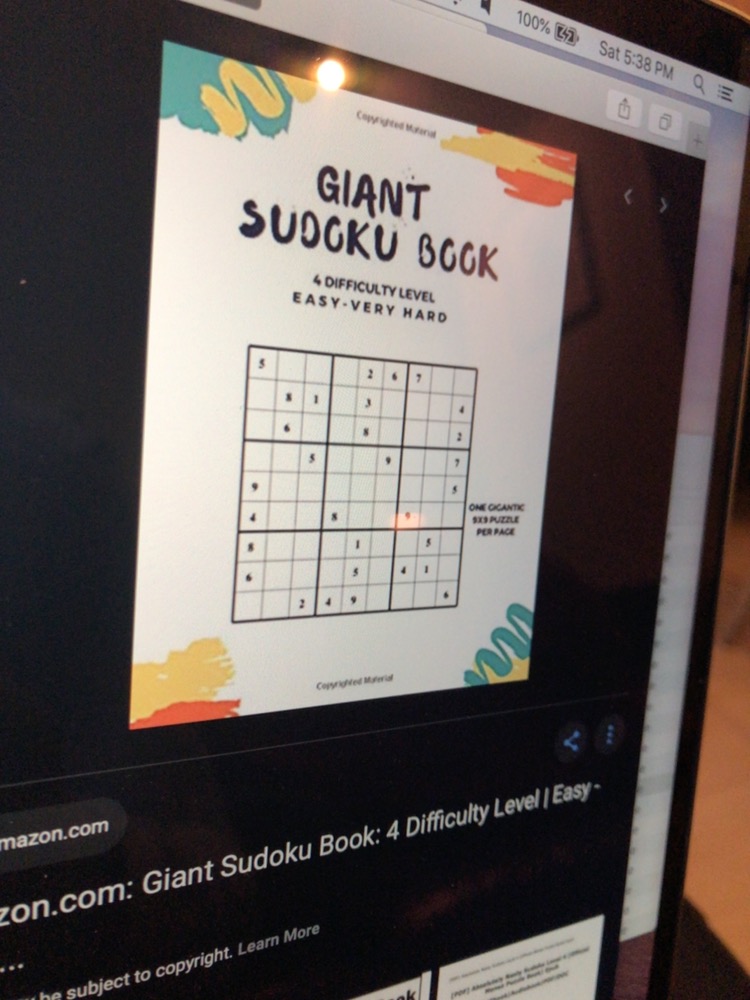 100%
Sat 5:38 PM
Copyrighted Material
GIANT
SUDOKU BOOK
4 DIFFICULTY LEVEL
EASY-VERY HARD
5 2 6 7
8 1 3 4
6 8 2
5 9 7
9 5
4 8 9
8 1 5
6 5 4 1
2 4 9 6
ONE GIGANTIC
9X9 PUZZLE
PER PAGE
Copyrighted Material
mazon.com
zon.com: Giant Sudoku Book: 4 Difficulty Level | Easy -
...
be subject to copyright. Learn More